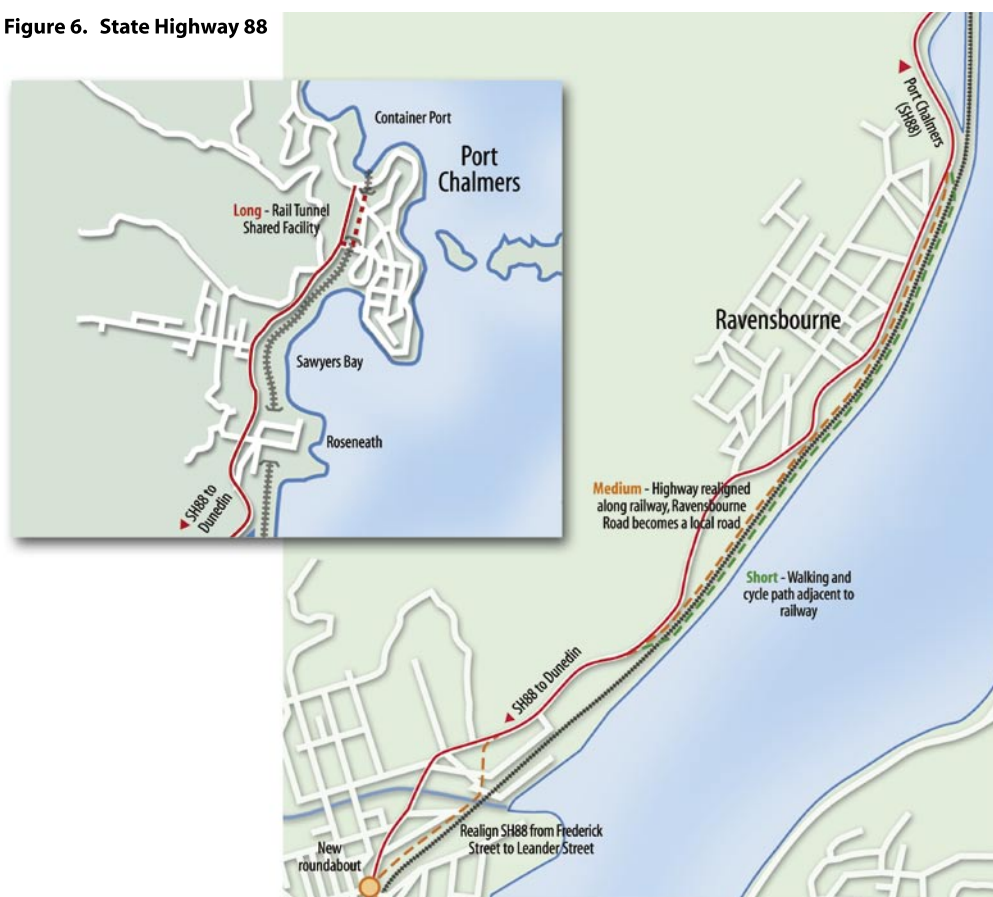 Figure 6. State Highway 88
Container Port
Port
Chalmers
Long - Rail Tunnel
Shared Facility
Sawyers Bay
Roseneath
SH88 to
Dunedin
Port Chalmers
(SH88)
Ravensbourne
Medium - Highway realigned
along railway, Ravensbourne
Road becomes a local road
Short - Walking and
cycle path adjacent to
railway
SH88 to Dunedin
Realign SH88 from Frederick
Street to Leander Street
New
roundabout